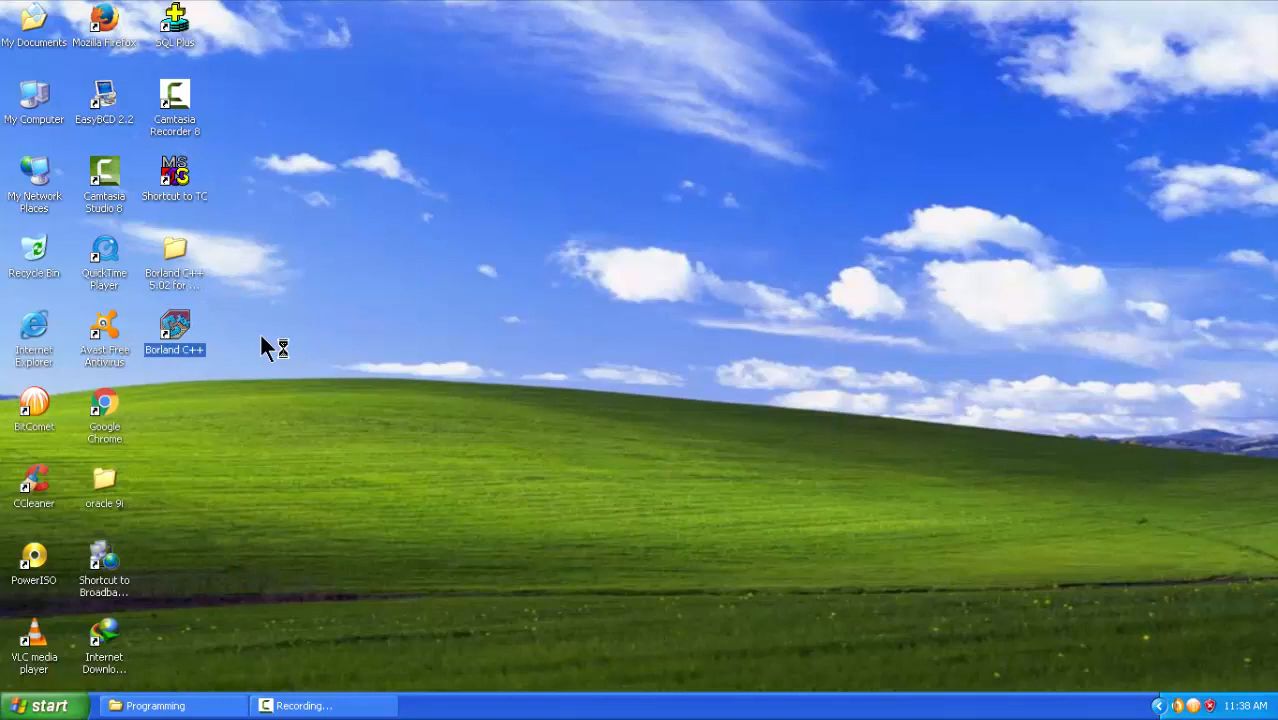 My Documents
Mozilla Firefox
SQL Plus
My Computer
EasyBCD 2.2
Camtasia
Recorder 8
My Network
Places
Camtasia
Studio 8
MS
Shortcut to TC
Recycle Bin
QuickTime
Player
Borland C++
5.02 for -...
Internet
Explorer
Avast Free
Antivirus
Borland C++
BitComet
Google
Chrome
CCleaner
oracle 9i
PowerISO
Shortcut to
Broadba...
VLC media
player
Internet
Downlo...
start
Programming
Recording...
11:38 AM